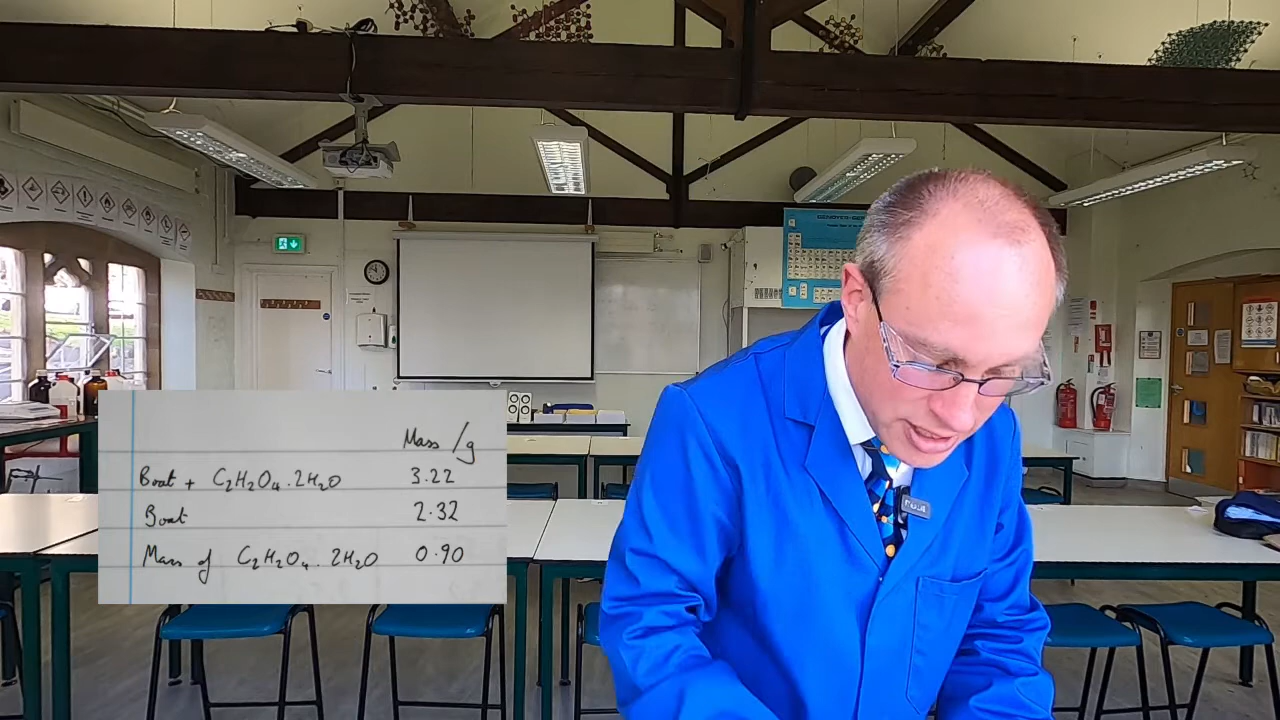 Mass /g
Boat + C₂H₂O₄.2H₂O 3.22
Boat 2.32
Mass of C₂H₂O₄.2H₂O 0.90